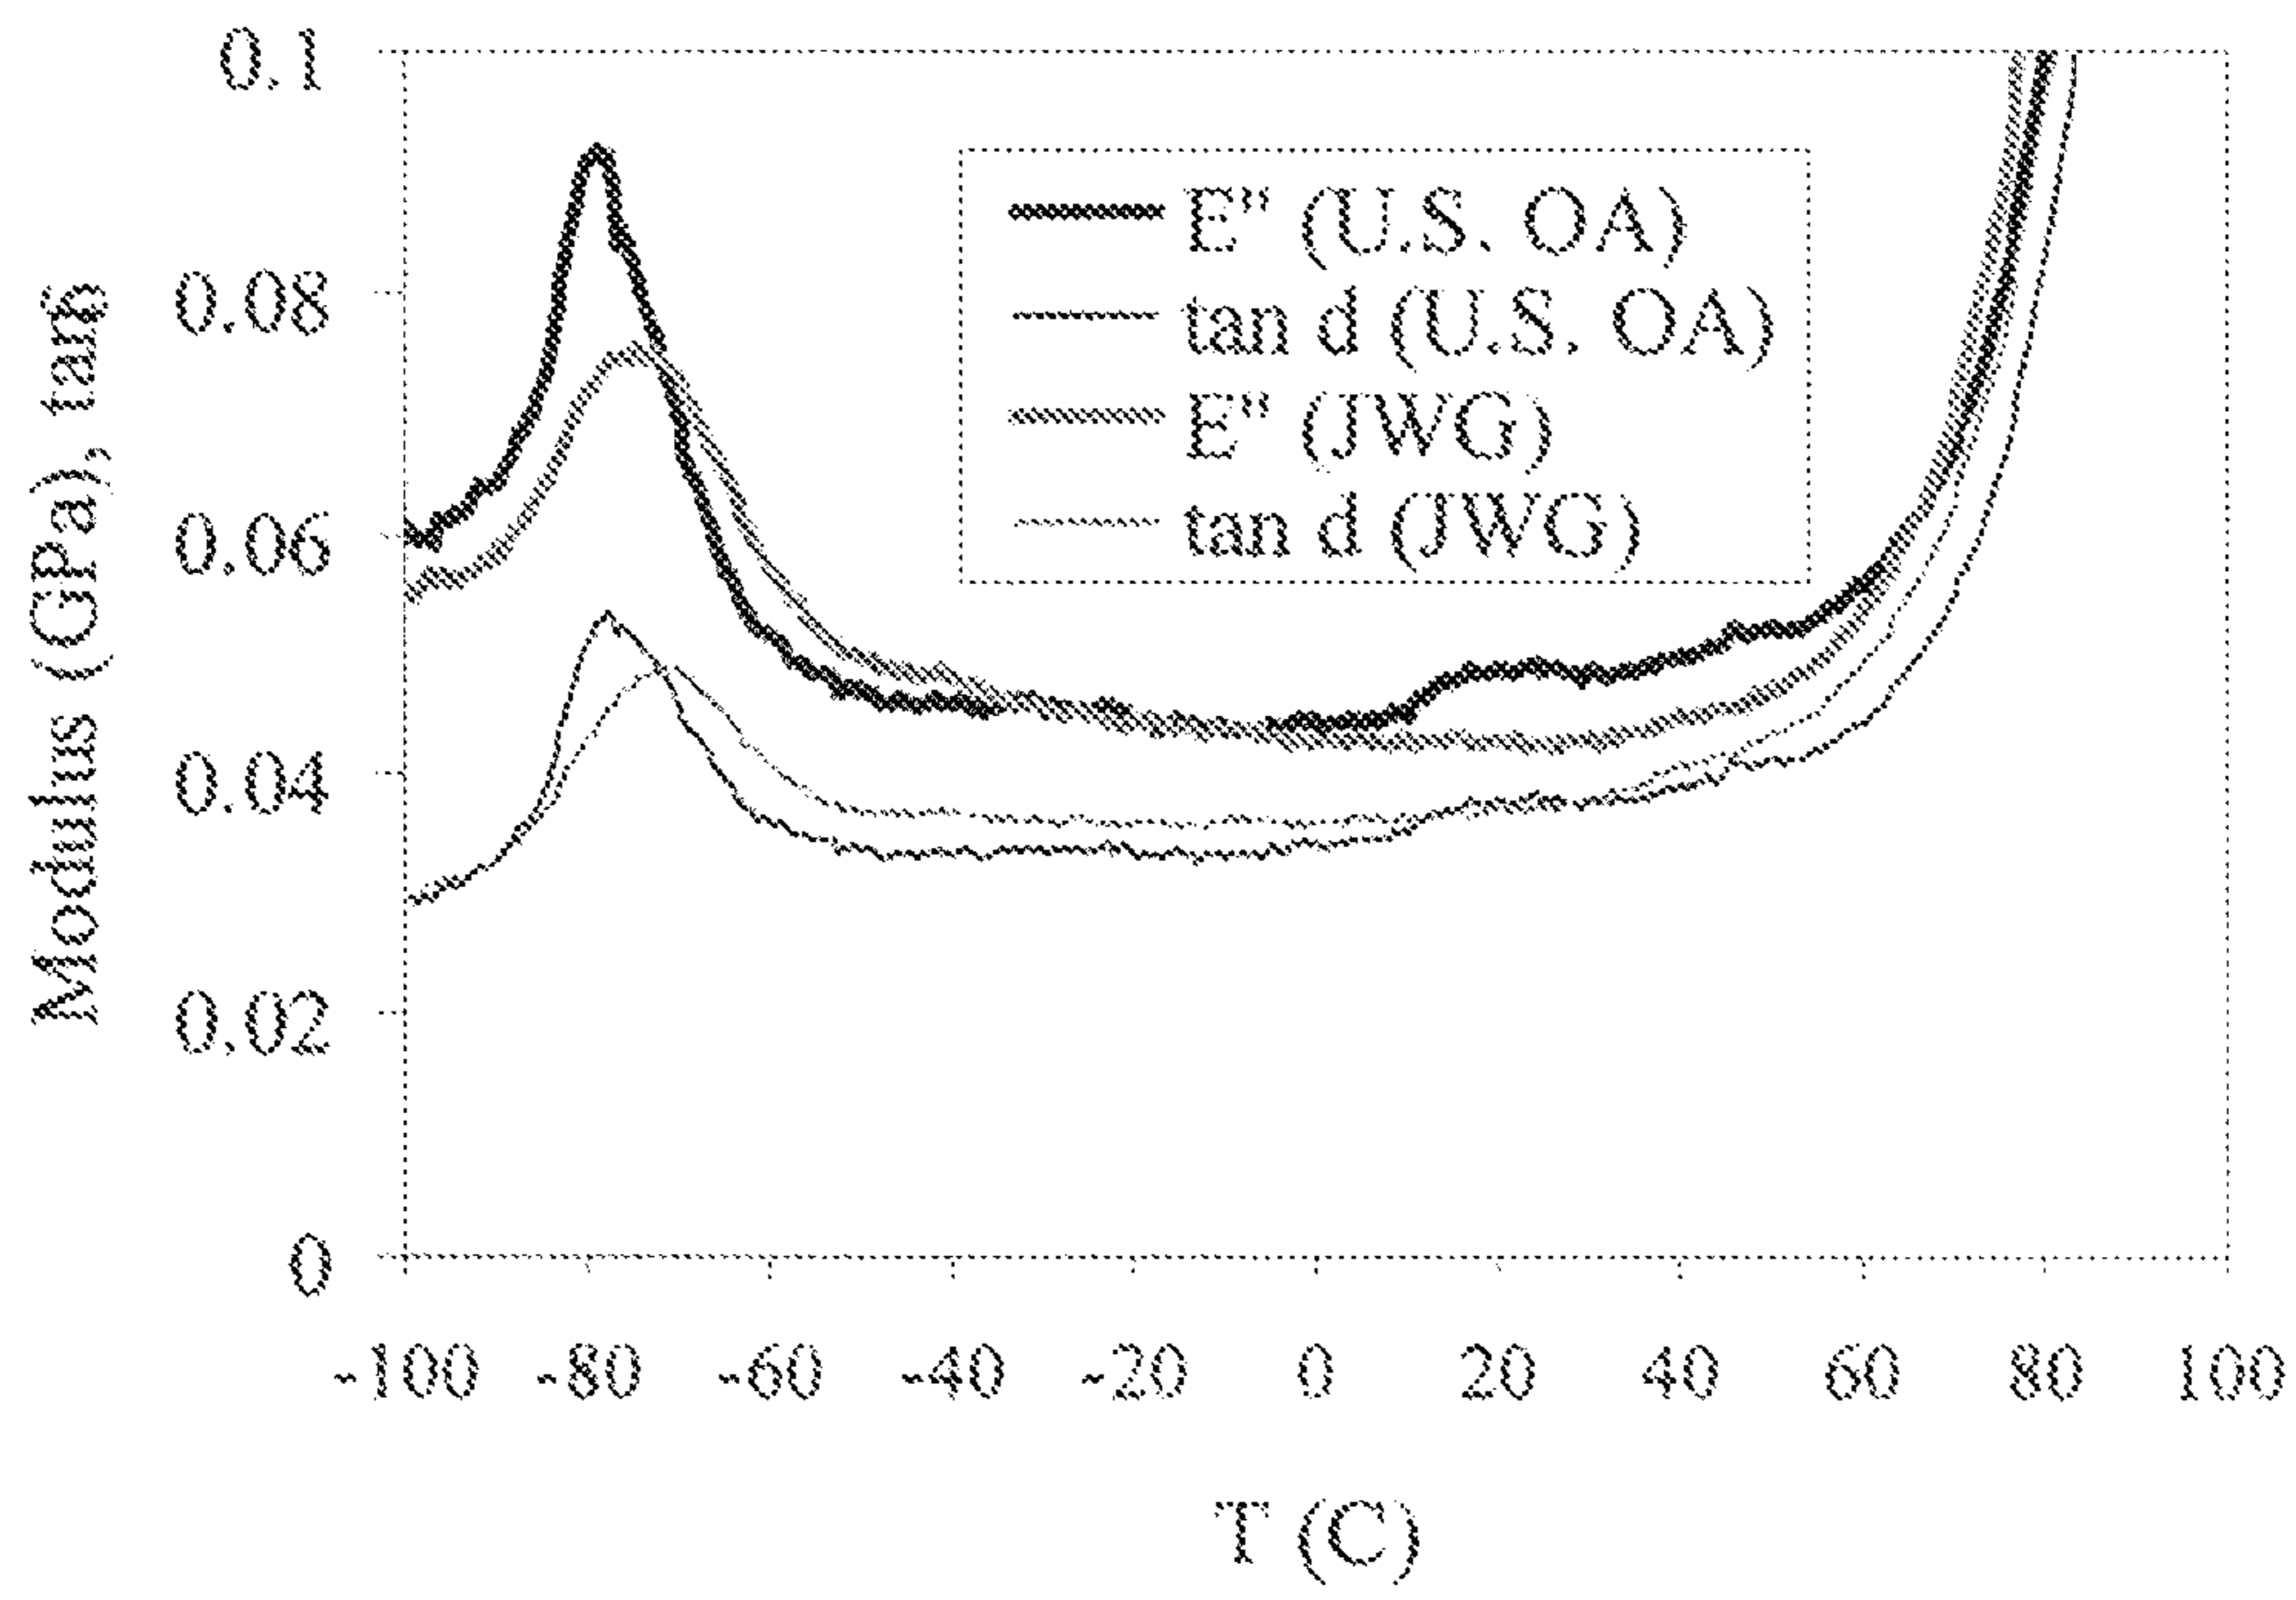 0.1
0.08
0.06
0.04
0.02
0
Modulus (GPa), tanδ
E" (U.S. OA)
tan d (U.S. OA)
E" (JWG)
tan d (JWG)
-100 -80 -60 -40 -20 0 20 40 60 80 100
T (C)